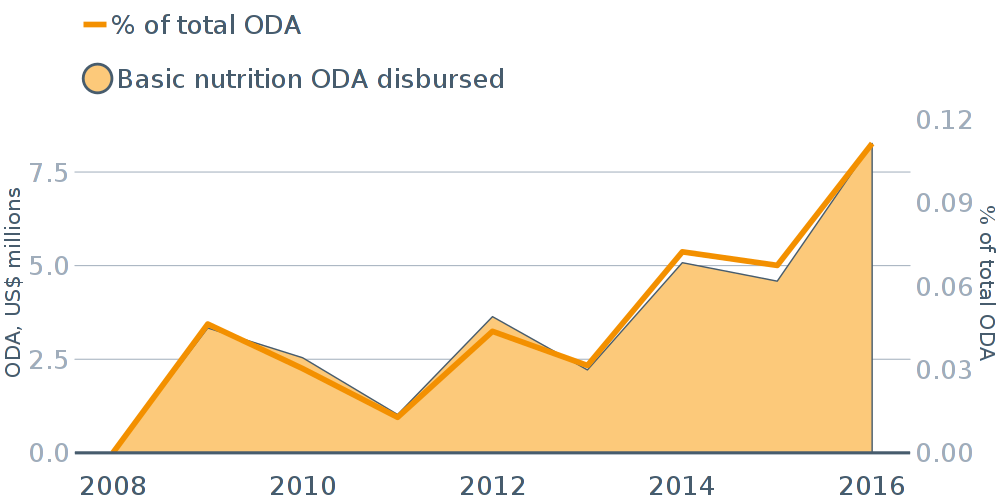 % of total ODA
Basic nutrition ODA disbursed
0.12
7.5
0.09
5.0
0.06
2.5
0.03
0.0
0.00
ODA, US$ millions
% of total ODA
2008 2010 2012 2014 2016